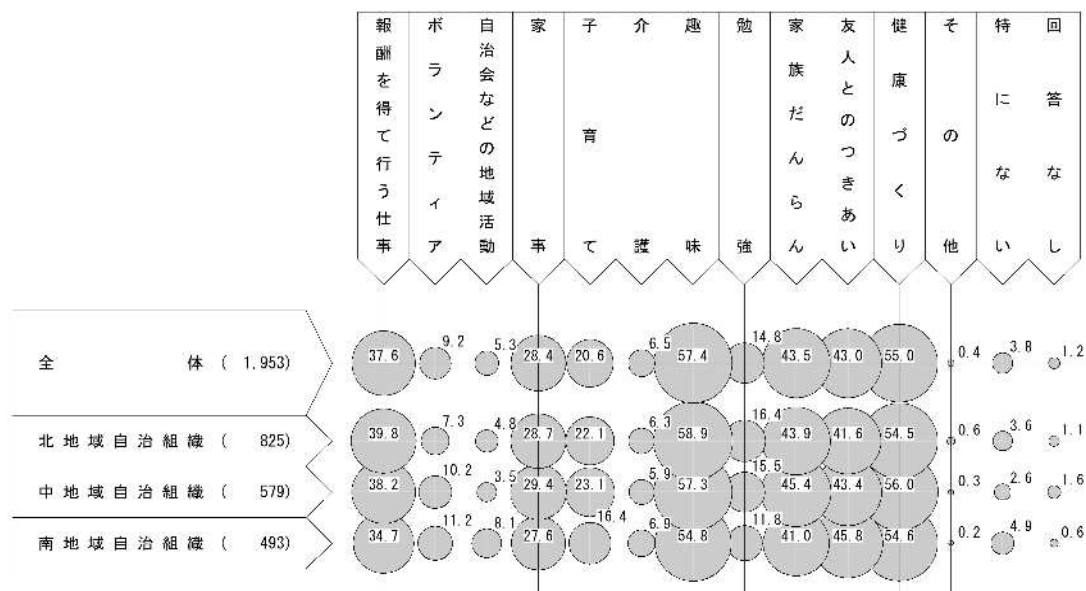 報酬を得て行う仕事
ボランティア
自治会などの地域活動
家事
子育て
介護
趣味
勉強
家族だんらん
友人とのつきあい
健康づくり
その他
特にない
回答なし
全体 ( 1,953)
37.6 9.2 5.3 28.4 20.6 6.5 57.4 14.8 43.5 43.0 55.0 0.4 3.8 1.2
北地域自治組織 ( 825)
39.8 7.3 4.8 28.7 22.1 6.3 58.9 16.4 43.9 41.6 54.5 0.6 3.6 1.1
中地域自治組織 ( 579)
38.2 10.2 3.5 29.4 23.1 5.9 57.3 15.5 45.4 43.4 56.0 0.3 2.6 1.6
南地域自治組織 ( 493)
34.7 11.2 8.1 27.6 16.4 6.9 54.8 11.8 41.0 45.8 54.6 0.2 4.9 0.6